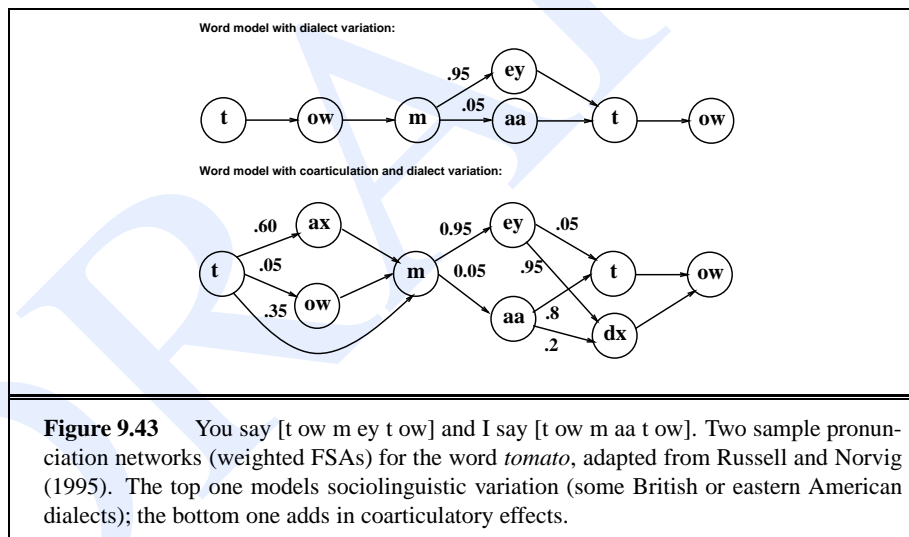 Word model with dialect variation:
ey
.95
.05
t ow m aa t ow
Word model with coarticulation and dialect variation:
ax ey
.60 0.95 .05
t .05 m 0.05 .95 t ow
.35 ow aa .8 dx
.2
Figure 9.43 You say [t ow m ey t ow] and I say [t ow m aa t ow]. Two sample pronun-
ciation networks (weighted FSAs) for the word tomato, adapted from Russell and Norvig
(1995). The top one models sociolinguistic variation (some British or eastern American
dialects); the bottom one adds in coarticulatory effects.